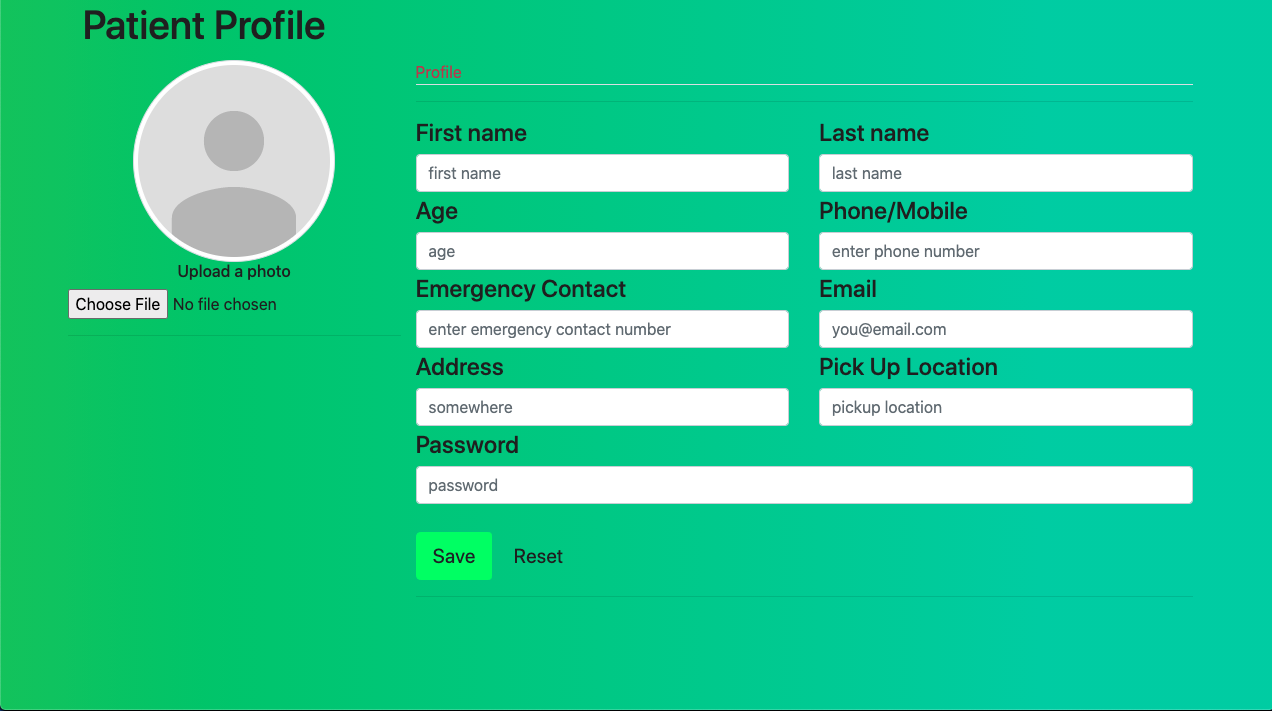 Patient Profile
Profile
Upload a photo
Choose File No file chosen
First name
Last name
first name
last name
Age
Phone/Mobile
age
enter phone number
Emergency Contact
Email
enter emergency contact number
you@email.com
Address
Pick Up Location
somewhere
pickup location
Password
password
Save
Reset